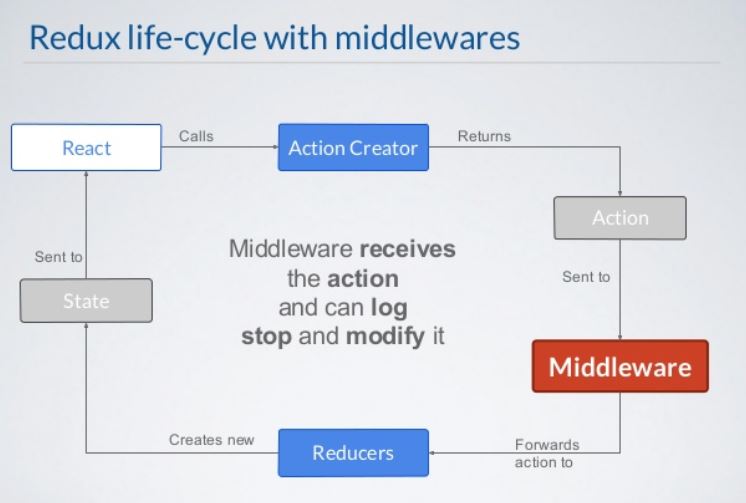 Redux life-cycle with middlewares
React
Calls
Action Creator
Returns
Action
Sent to
Middleware receives
the action
and can log
stop and modify it
Sent to
State
Middleware
Creates new
Reducers
Forwards
action to